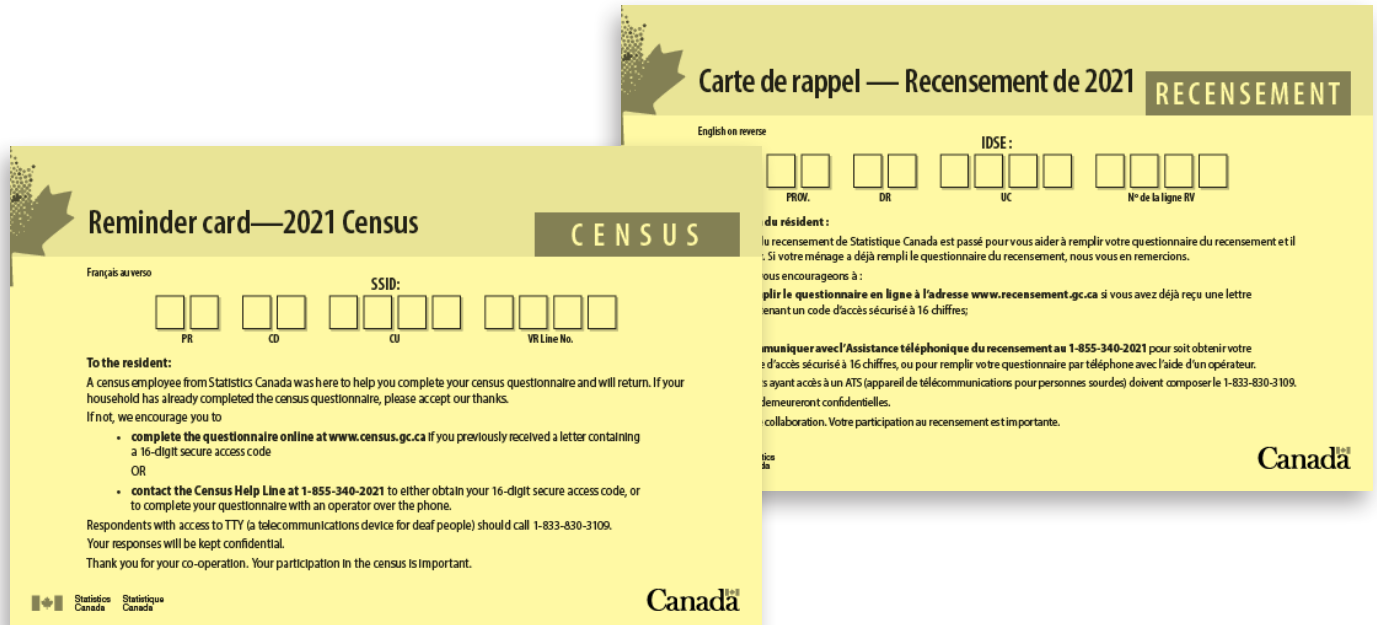 Carte de rappel — Recensement de 2021
RECENSEMENT
English on reverse
IDSE :
PROV. DR UC Nº de la ligne RV
du résident :
du recensement de Statistique Canada est passé pour vous aider à remplir votre questionnaire du recensement et il
. Si votre ménage a déjà rempli le questionnaire du recensement, nous vous en remercions.
vous encourageons à :
plir le questionnaire en ligne à l'adresse www.recensement.gc.ca si vous avez déjà reçu une lettre
tenant un code d'accès sécurisé à 16 chiffres;
mmuniquer avec l'Assistance téléphonique du recensement au 1-855-340-2021 pour soit obtenir votre
e d'accès sécurisé à 16 chiffres, ou pour remplir votre questionnaire par téléphone avec l'aide d'un opérateur.
ts ayant accès à un ATS (appareil de télécommunications pour personnes sourdes) doivent composer le 1-833-830-3109.
demeureront confidentielles.
collaboration. Votre participation au recensement est importante.
Canada
Reminder card—2021 Census
CENSUS
Français au verso
SSID:
PR CD CU VR Line No.
To the resident:
A census employee from Statistics Canada was here to help you complete your census questionnaire and will return. If your
household has already completed the census questionnaire, please accept our thanks.
If not, we encourage you to
• complete the questionnaire online at www.census.gc.ca if you previously received a letter containing
a 16-digit secure access code
OR
• contact the Census Help Line at 1-855-340-2021 to either obtain your 16-digit secure access code, or
to complete your questionnaire with an operator over the phone.
Respondents with access to TTY (a telecommunications device for deaf people) should call 1-833-830-3109.
Your responses will be kept confidential.
Thank you for your co-operation. Your participation in the census is important.
Statistics Statistique
Canada Canada
Canada